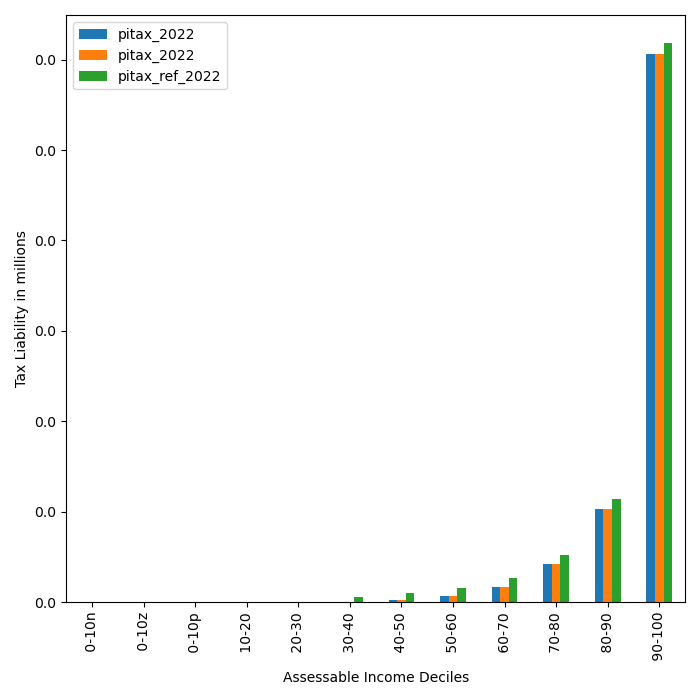 pitax_2022
pitax_2022
pitax_ref_2022
0.0
0.0
0.0
0.0
0.0
0.0
0.0
Tax Liability in millions
0-10n
0-10z
0-10p
10-20
20-30
30-40
40-50
50-60
60-70
70-80
80-90
90-100
Assessable Income Deciles